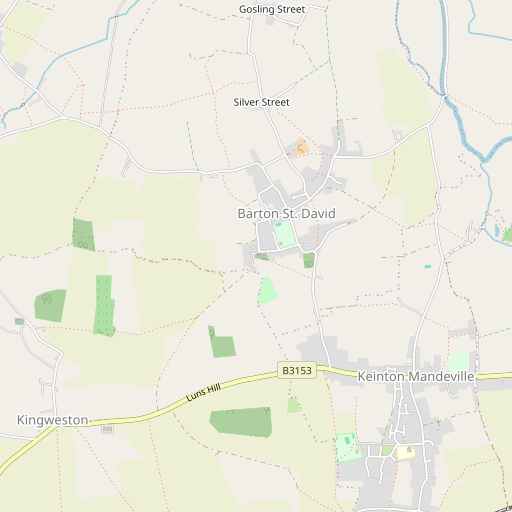 Gosling Street
Silver Street
Barton St. David
B3153
Keinton Mandeville
Luns Hill
Kingweston